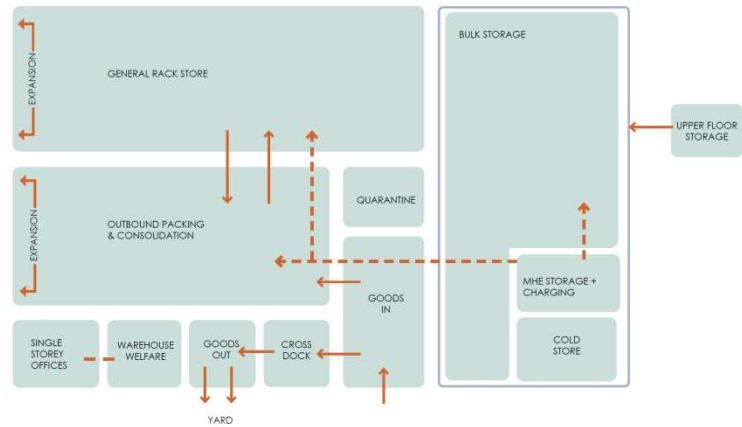 EXPANSION
GENERAL RACK STORE
BULK STORAGE
UPPER FLOOR
STORAGE
EXPANSION
OUTBOUND PACKING
& CONSOLIDATION
QUARANTINE
GOODS
IN
MHE STORAGE +
CHARGING
SINGLE
STOREY
OFFICES
WAREHOUSE
WELFARE
GOODS
OUT
CROSS
DOCK
COLD
STORE
YARD